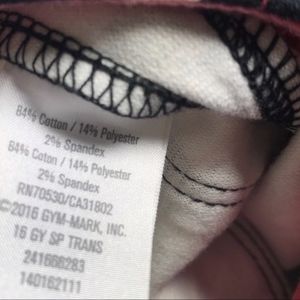 84% Cotton / 14% Polyester
2% Spandex
84% Coton / 14% Polyester
2% Spandex
RN70530/CA31802
©2016 GYM-MARK, INC.
16 GY SP TRANS
241666283
140162111